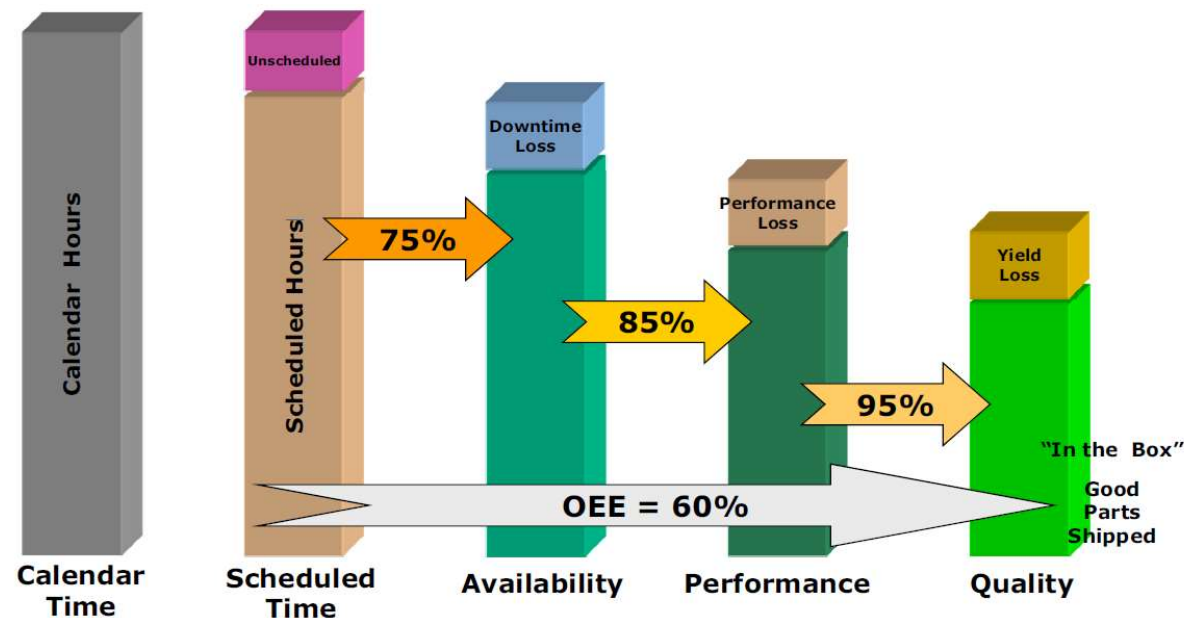 Calendar Hours
Unscheduled
Scheduled Hours
Downtime
Loss
Performance
Loss
Yield
Loss
75%
85%
95%
"In the Box"
Good
Parts
Shipped
OEE = 60%
Calendar
Time
Scheduled
Time
Availability
Performance
Quality